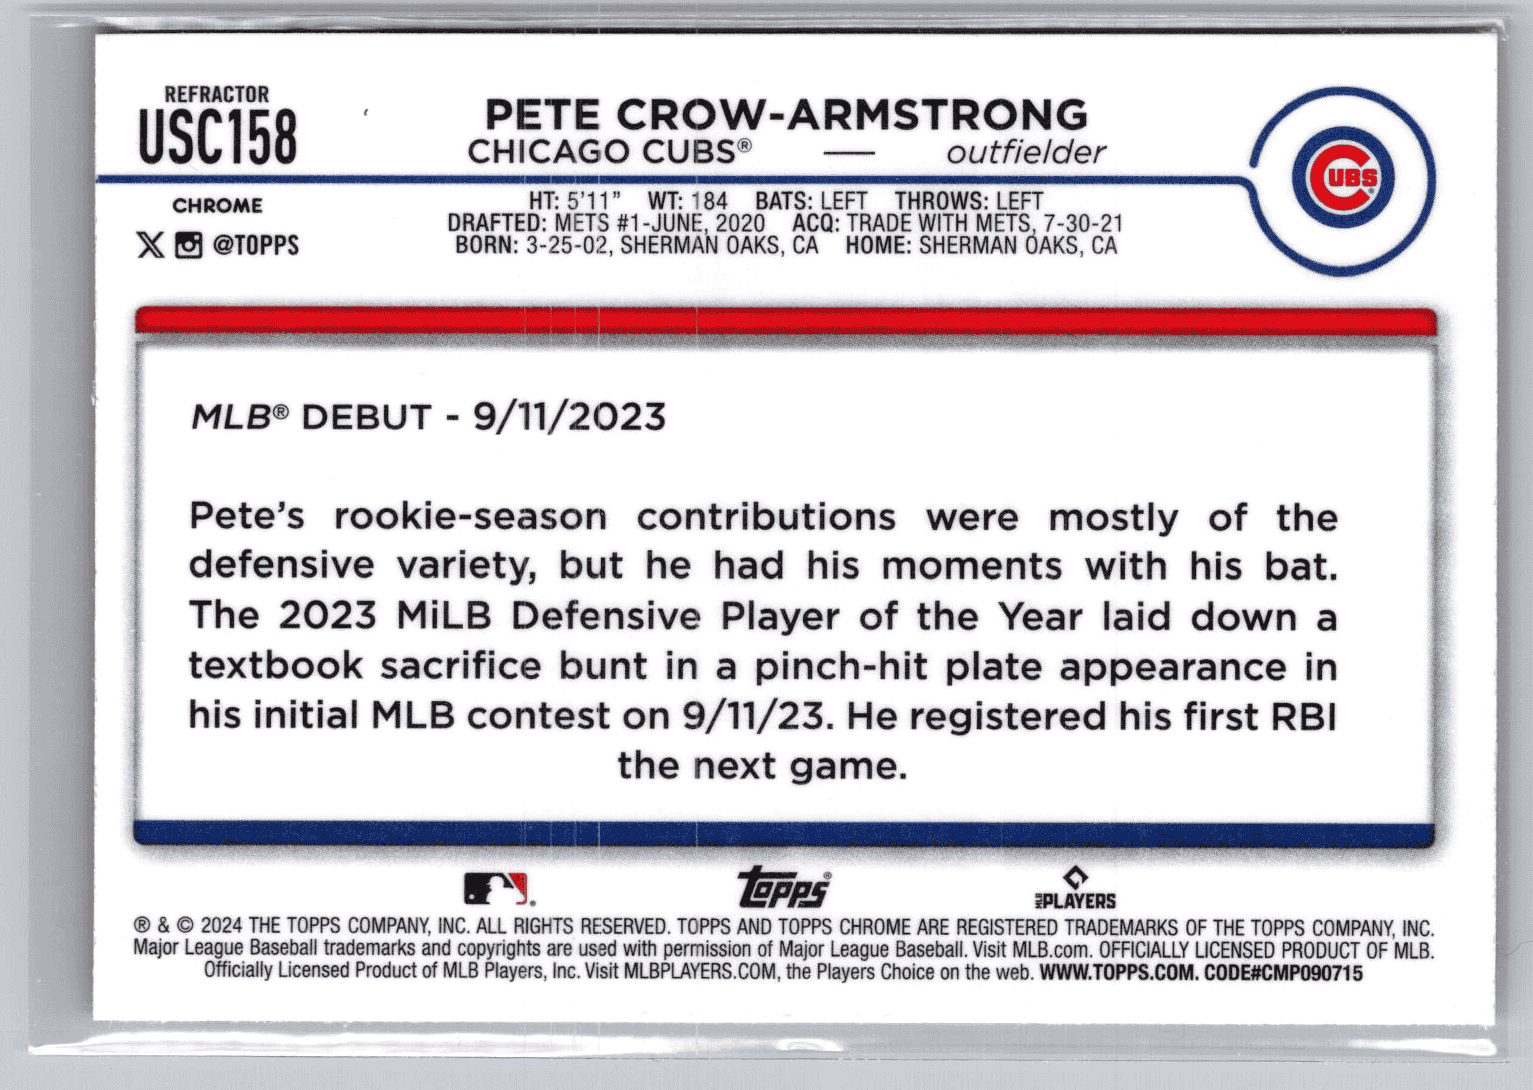 REFRACTOR
USC158
PETE CROW-ARMSTRONG
CHICAGO CUBS® — outfielder
CUBS®
CHROME
@TOPPS
HT: 5'11" WT: 184 BATS: LEFT THROWS: LEFT
DRAFTED: METS #1-JUNE, 2020 ACQ: TRADE WITH METS, 7-30-21
BORN: 3-25-02, SHERMAN OAKS, CA HOME: SHERMAN OAKS, CA
MLB® DEBUT - 9/11/2023
Pete's rookie-season contributions were mostly of the
defensive variety, but he had his moments with his bat.
The 2023 MiLB Defensive Player of the Year laid down a
textbook sacrifice bunt in a pinch-hit plate appearance in
his initial MLB contest on 9/11/23. He registered his first RBI
the next game.
Topps®
MLB PLAYERS
® & © 2024 THE TOPPS COMPANY, INC. ALL RIGHTS RESERVED. TOPPS AND TOPPS CHROME ARE REGISTERED TRADEMARKS OF THE TOPPS COMPANY, INC.
Major League Baseball trademarks and copyrights are used with permission of Major League Baseball. Visit MLB.com. OFFICIALLY LICENSED PRODUCT OF MLB.
Officially Licensed Product of MLB Players, Inc. Visit MLBPLAYERS.COM, the Players Choice on the web. WWW.TOPPS.COM. CODE#CMP090715